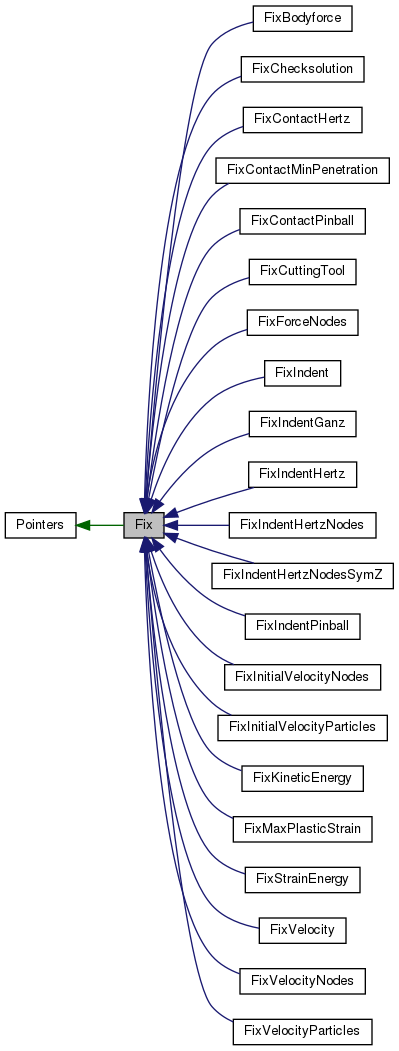 FixBodyforce
FixChecksolution
FixContactHertz
FixContactMinPenetration
FixContactPinball
FixCuttingTool
FixForceNodes
FixIndent
FixIndentGanz
FixIndentHertz
Pointers
Fix
FixIndentHertzNodes
FixIndentHertzNodesSymZ
FixIndentPinball
FixInitialVelocityNodes
FixInitialVelocityParticles
FixKineticEnergy
FixMaxPlasticStrain
FixStrainEnergy
FixVelocity
FixVelocityNodes
FixVelocityParticles